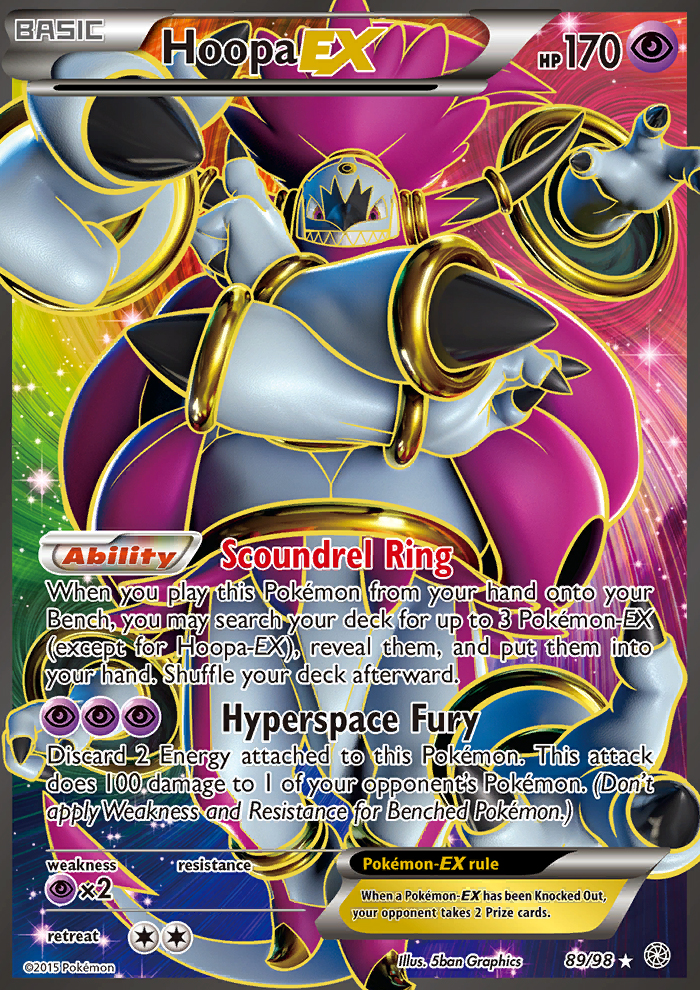 BASIC
Hoopa EX
HP170
Ability Scoundrel Ring
When you play this Pokémon from your hand onto your
Bench, you may search your deck for up to 3 Pokémon-EX
(except for Hoopa-EX), reveal them, and put them into
your hand. Shuffle your deck afterward.
Hyperspace Fury
Discard 2 Energy attached to this Pokémon. This attack
does 100 damage to 1 of your opponent's Pokémon. (Don't
apply Weakness and Resistance for Benched Pokémon.)
weakness
×2
resistance
retreat
Pokémon-EX rule
When a Pokémon-EX has been Knocked Out,
your opponent takes 2 Prize cards.
©2015 Pokémon
Illus. 5ban Graphics
89/98 ★